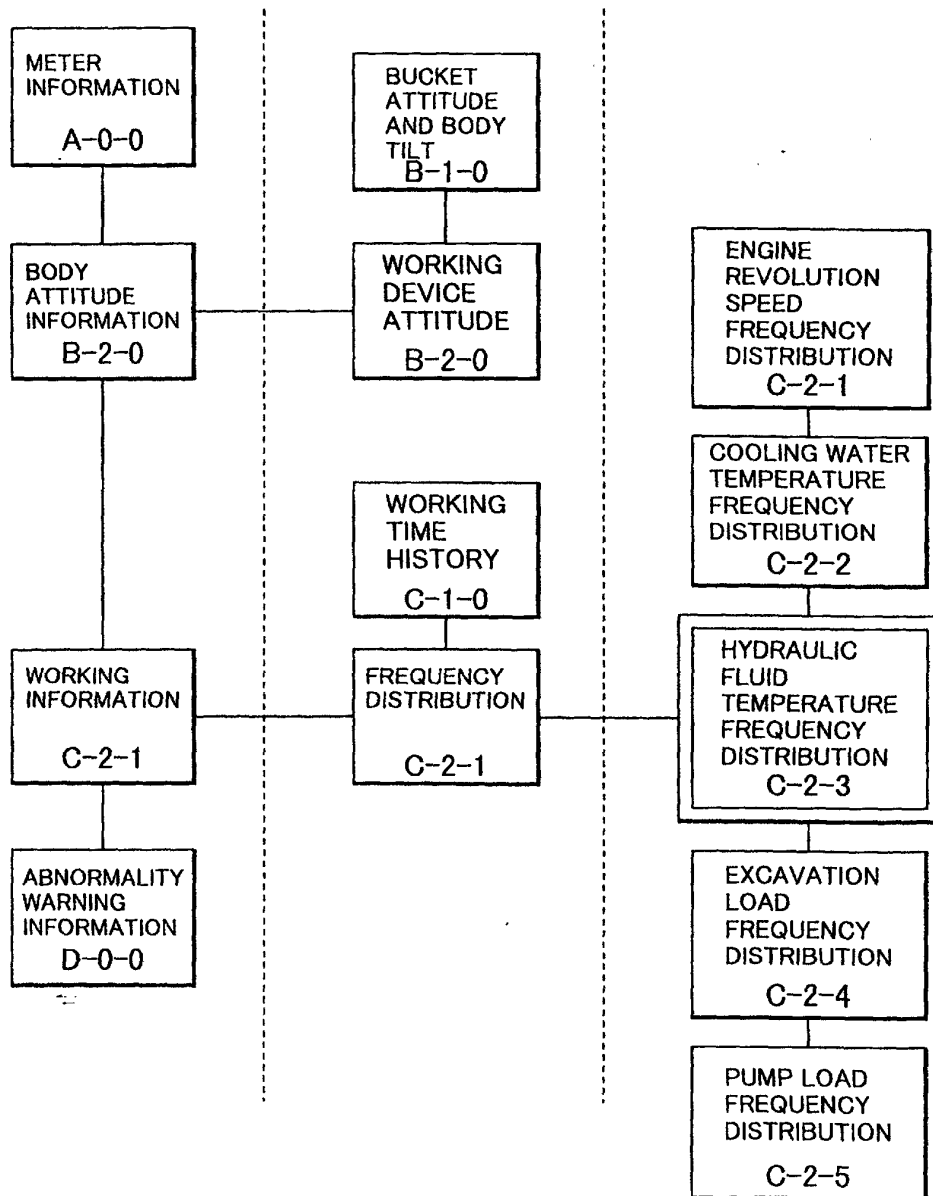 METER
INFORMATION
A-0-0
BODY
ATTITUDE
INFORMATION
B-2-0
WORKING
INFORMATION
C-2-1
ABNORMALITY
WARNING
INFORMATION
D-0-0
BUCKET
ATTITUDE
AND BODY
TILT
B-1-0
WORKING
DEVICE
ATTITUDE
B-2-0
WORKING
TIME
HISTORY
C-1-0
FREQUENCY
DISTRIBUTION
C-2-1
ENGINE
REVOLUTION
SPEED
FREQUENCY
DISTRIBUTION
C-2-1
COOLING WATER
TEMPERATURE
FREQUENCY
DISTRIBUTION
C-2-2
HYDRAULIC
FLUID
TEMPERATURE
FREQUENCY
DISTRIBUTION
C-2-3
EXCAVATION
LOAD
FREQUENCY
DISTRIBUTION
C-2-4
PUMP LOAD
FREQUENCY
DISTRIBUTION
C-2-5